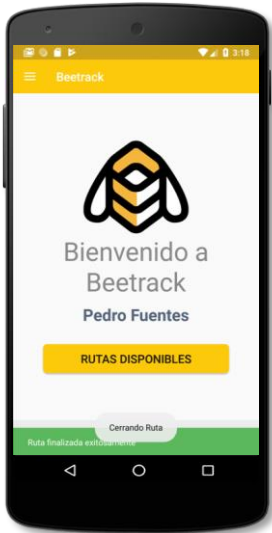 3:18
Beetrack
Bienvenido a
Beetrack
Pedro Fuentes
RUTAS DISPONIBLES
Cerrando Ruta
Ruta finalizada exitosamente